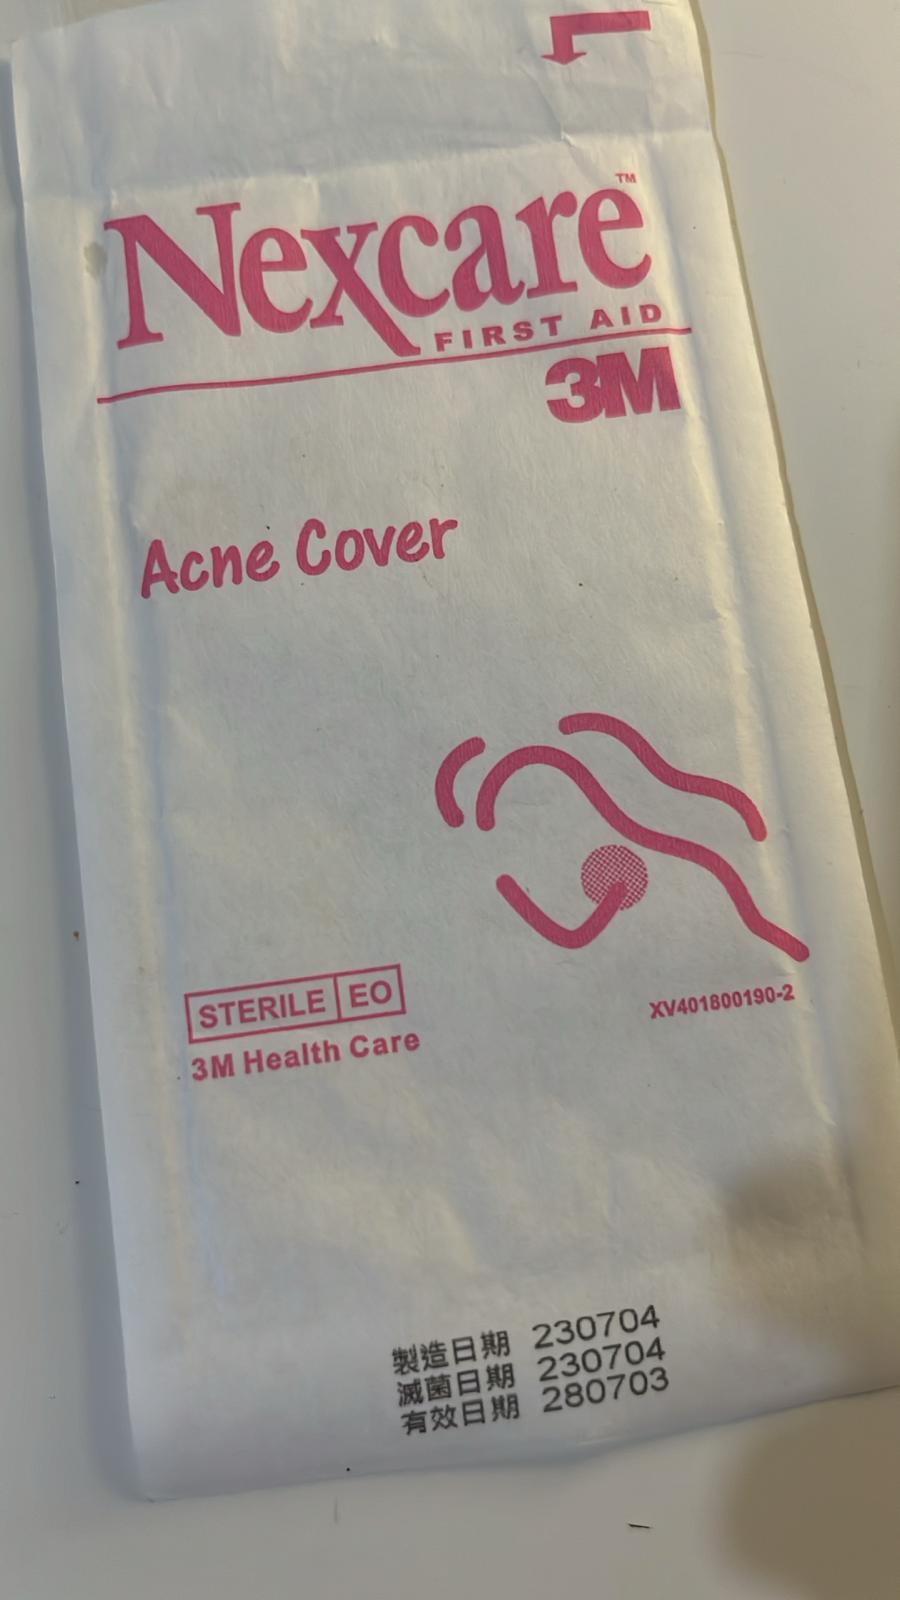 Nexcare™
FIRST AID
3M
Acne Cover
STERILE EO
XV401800190-2
3M Health Care
製造日期 230704
滅菌日期 230704
有效日期 280703